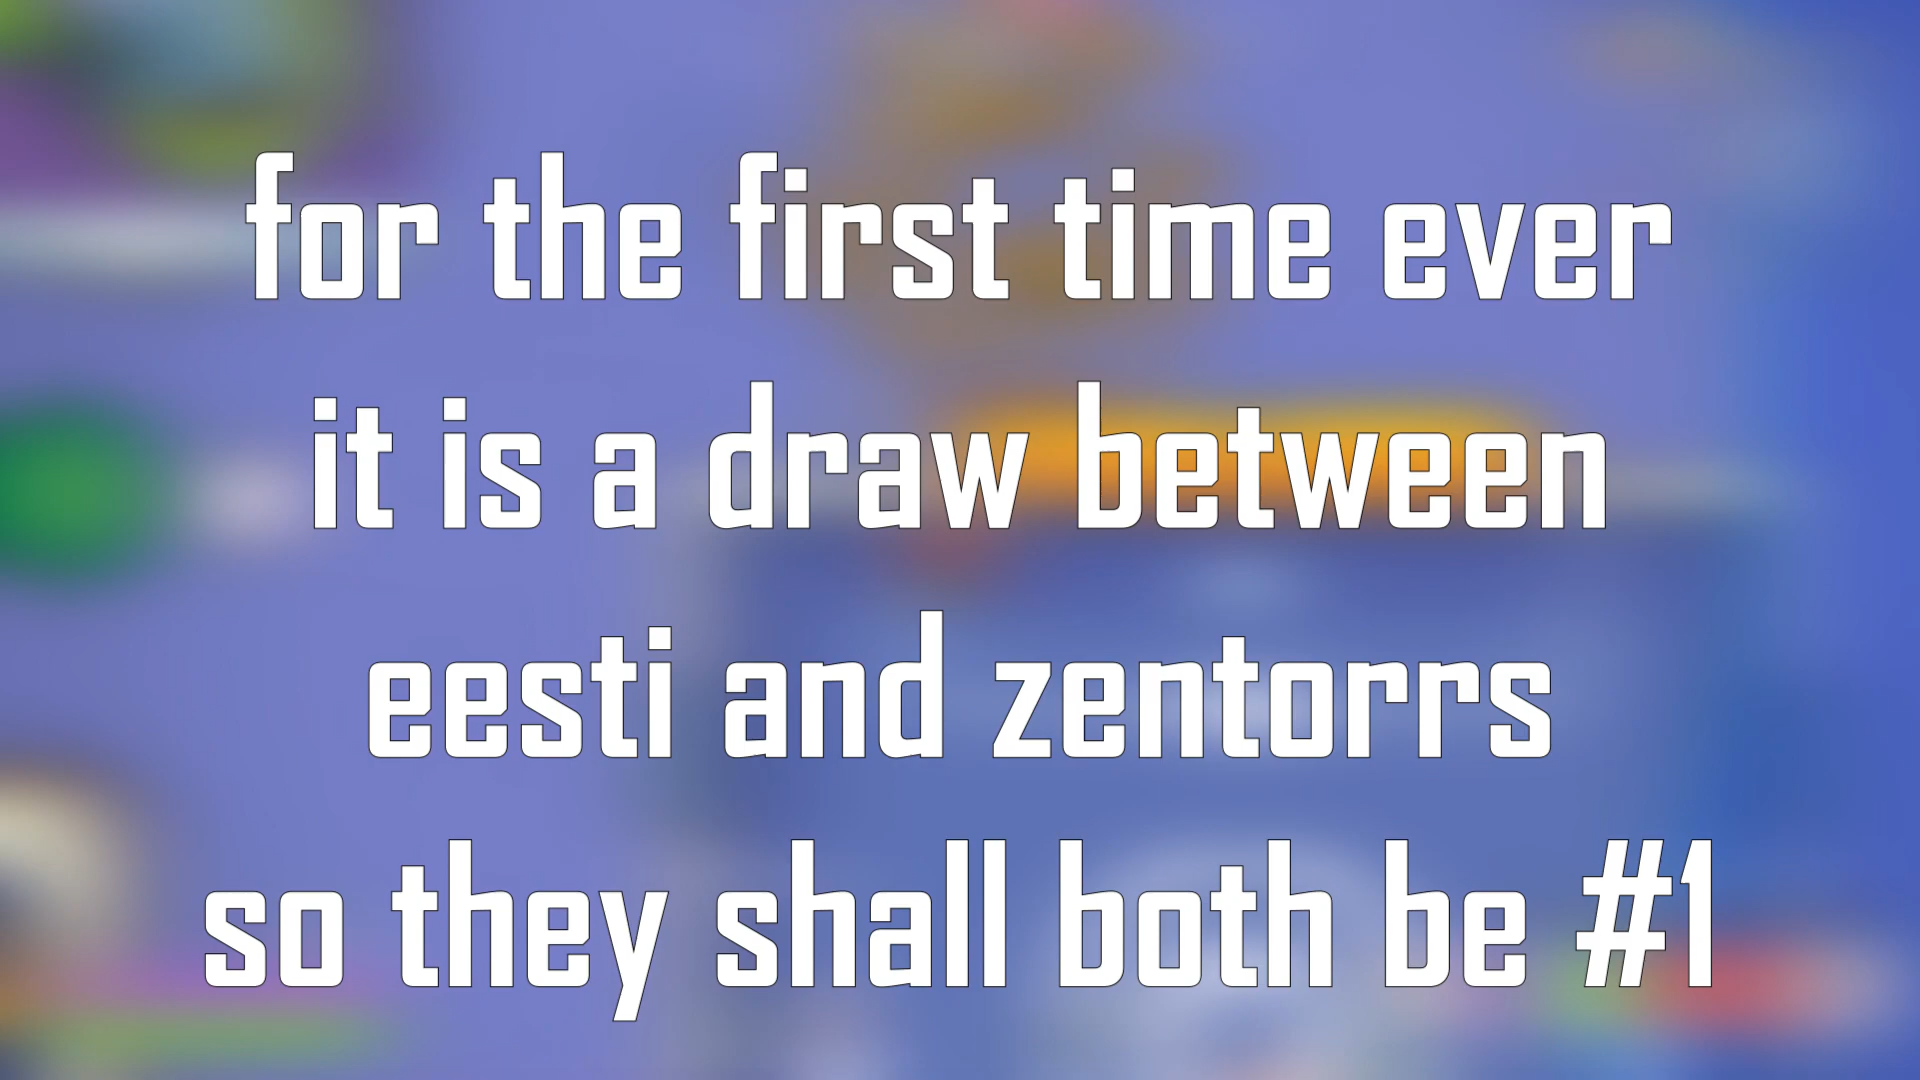 for the first time ever
it is a draw between
eesti and zentorrs
so they shall both be #1